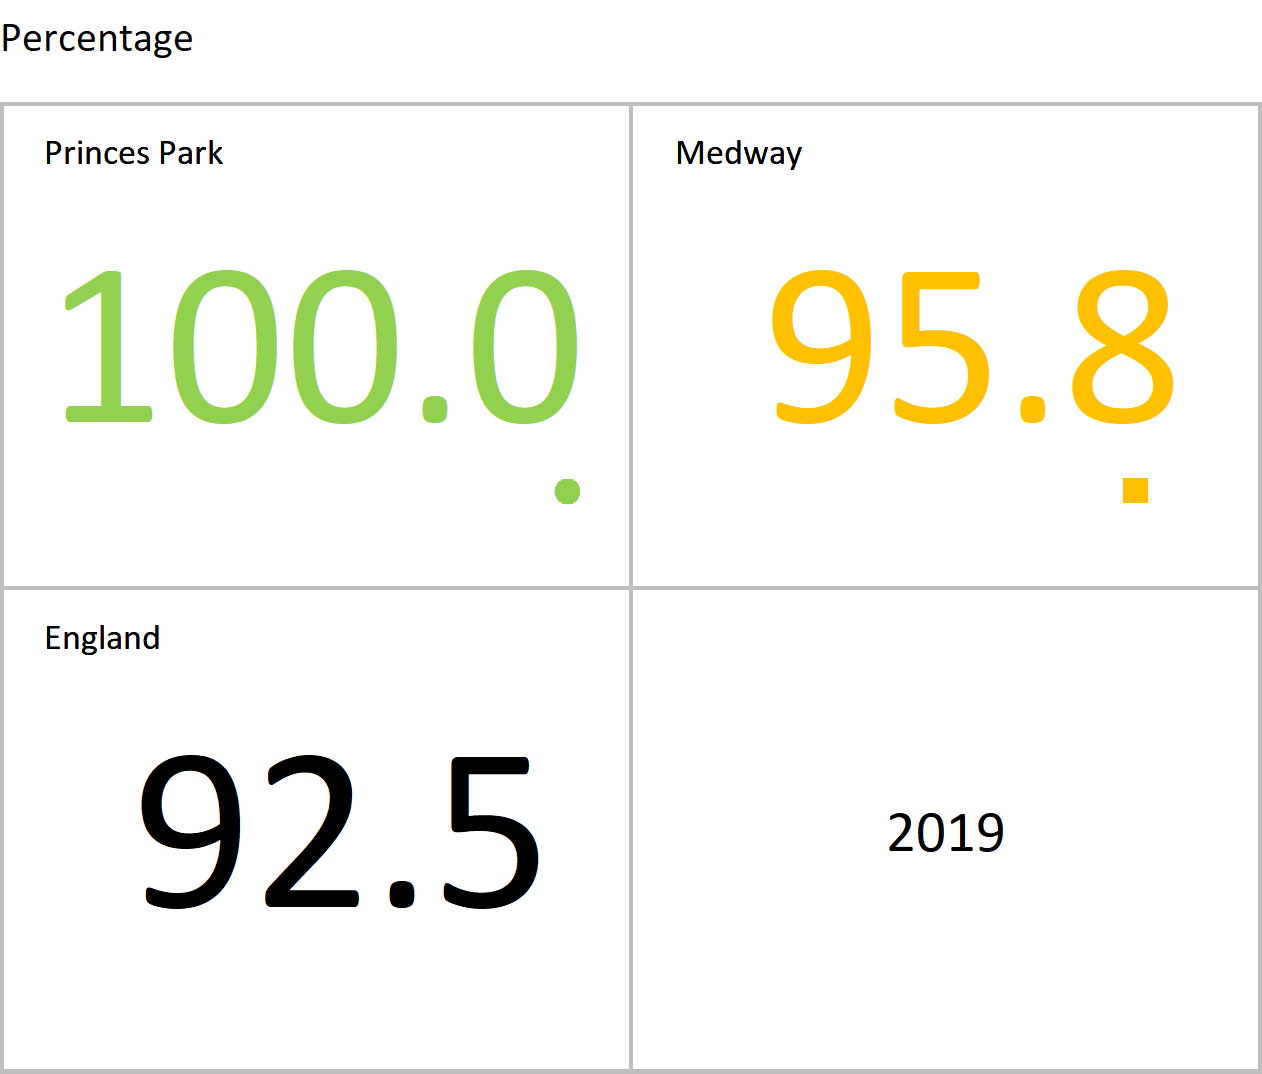 Percentage
Princes Park
100.0
Medway
95.8
England
92.5
2019